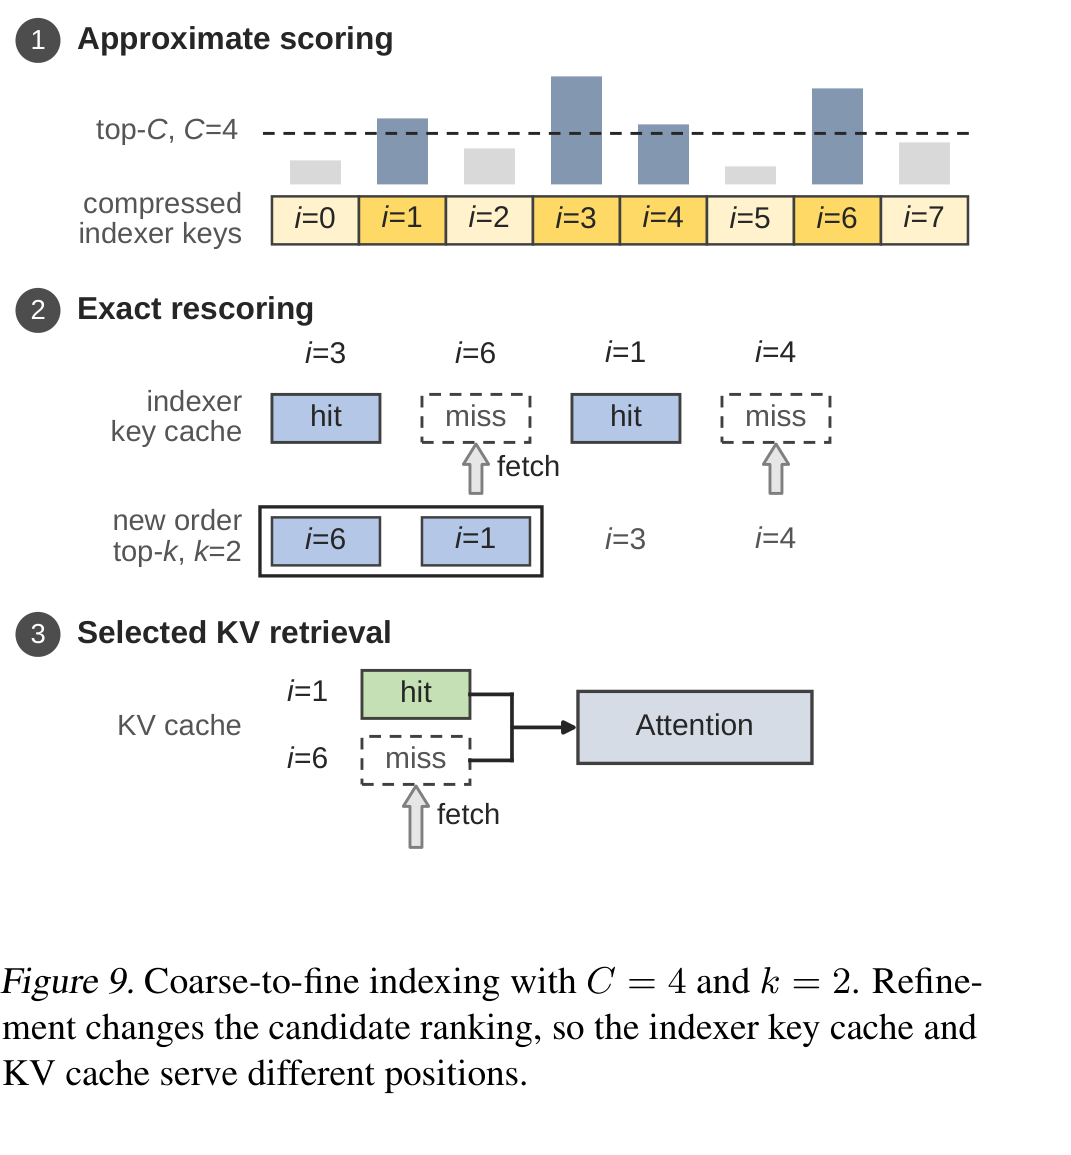 1 Approximate scoring
top-C, C=4
compressed
indexer keys
i=0 i=1 i=2 i=3 i=4 i=5 i=6 i=7
2 Exact rescoring
i=3 i=6 i=1 i=4
indexer
key cache
hit miss hit miss
fetch
new order
top-k, k=2
i=6 i=1 i=3 i=4
3 Selected KV retrieval
i=1 hit
KV cache
Attention
i=6 miss
fetch
Figure 9. Coarse-to-fine indexing with C = 4 and k = 2. Refine-
ment changes the candidate ranking, so the indexer key cache and
KV cache serve different positions.